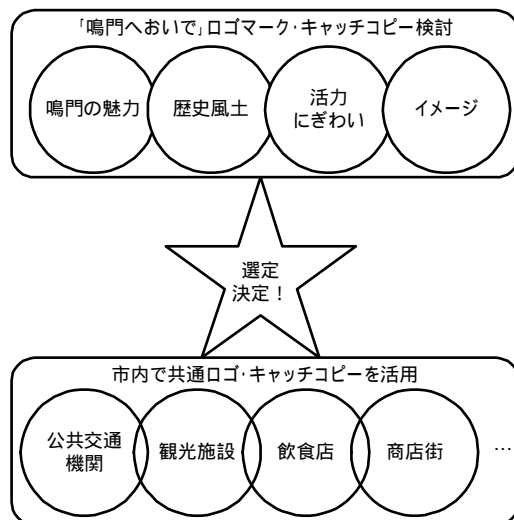 「鳴門へおいで」ロゴマーク・キャッチコピー検討
鳴門の魅力
歴史風土
活力
にぎわい
イメージ
選定
決定！
市内で共通ロゴ・キャッチコピーを活用
公共交通
機関
観光施設
飲食店
商店街
…